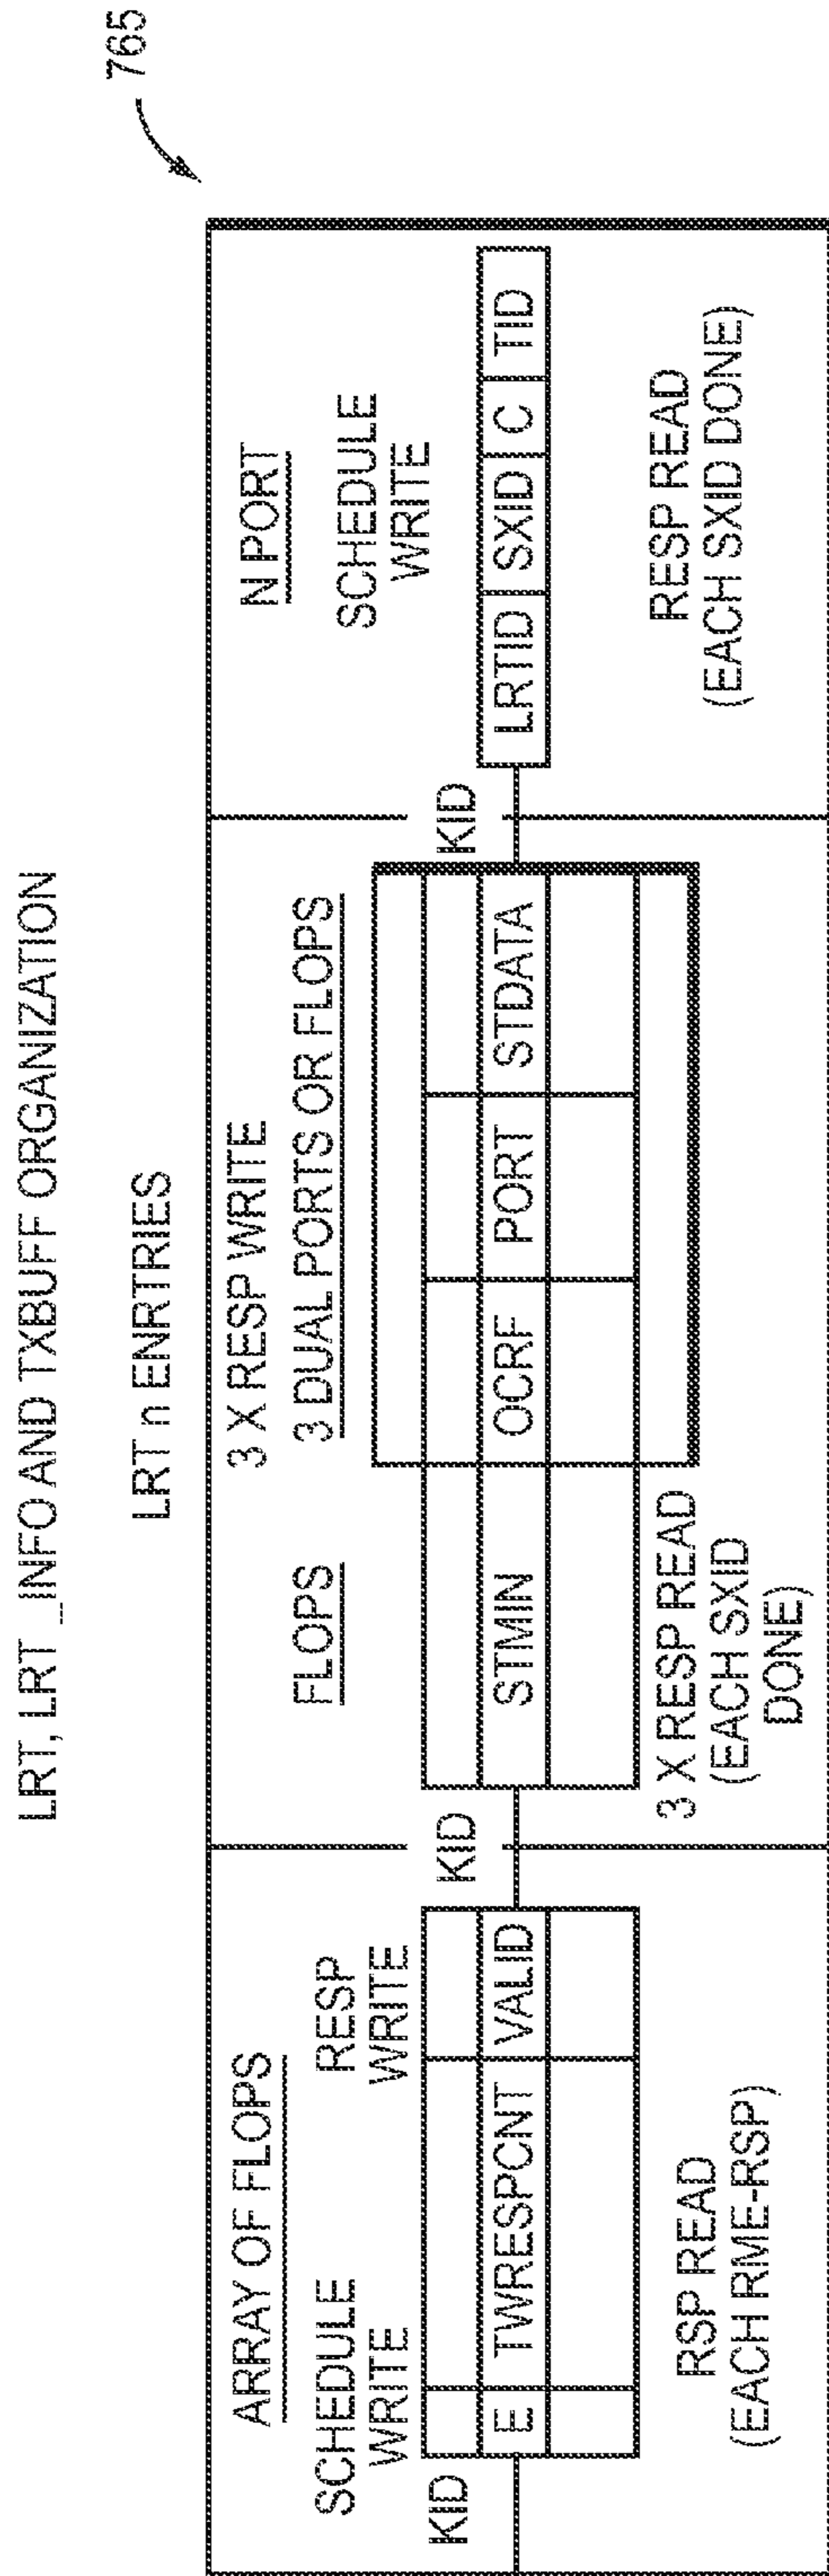 LRT, LRT _INFO AND TXBUFF ORGANIZATION
765
LRT n ENRTRIES
ARRAY OF FLOPS
SCHEDULE
WRITE
RESP
WRITE
KID
E TWRESPCNT VALID
RSP READ
(EACH RME-RSP)
KID
3 X RESP WRITE
FLOPS
3 DUAL PORTS OR FLOPS
STMIN OCRF PORT STDATA
3 X RESP READ
(EACH SXID
DONE)
KID
N PORT
SCHEDULE
WRITE
LRTID SXID C TID
RESP READ
(EACH SXID DONE)